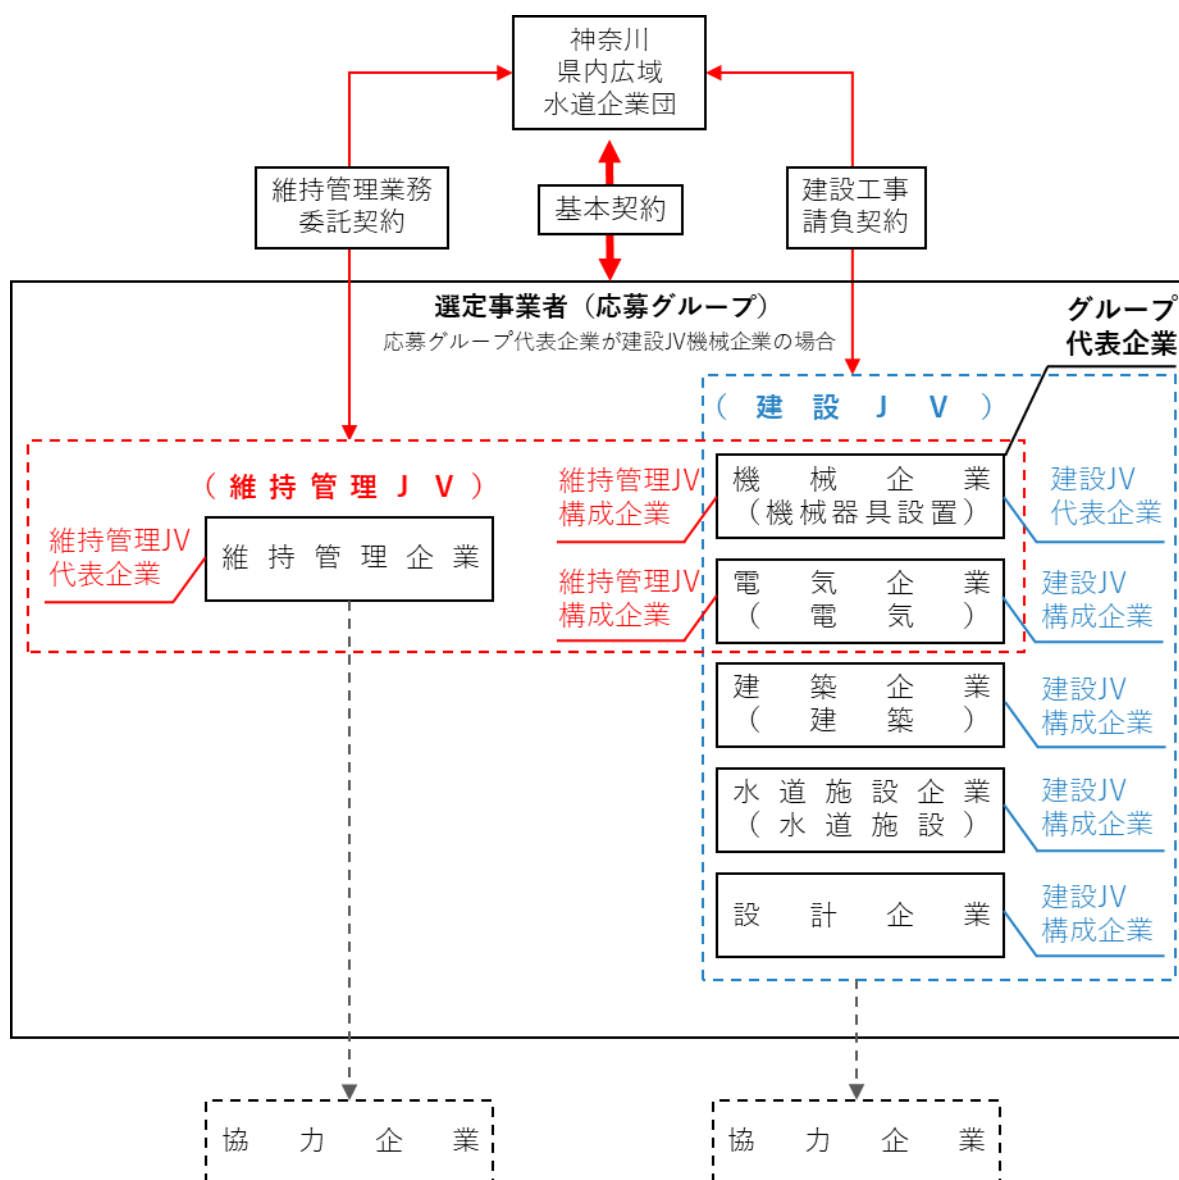 神奈川
県内広域
水道企業団
維持管理業務
委託契約
基本契約
建設工事
請負契約
選定事業者（応募グループ）
応募グループ代表企業が建設JV機械企業の場合
グループ
代表企業
（建設ＪＶ）
（維持管理ＪＶ）
維持管理JV
代表企業
維持管理企業
維持管理JV
構成企業
機械企業
（機械器具設置）
建設JV
代表企業
維持管理JV
構成企業
電気企業
（電気）
建設JV
構成企業
建築企業
（建築）
建設JV
構成企業
水道施設企業
（水道施設）
建設JV
構成企業
設計企業
建設JV
構成企業
協力企業
協力企業